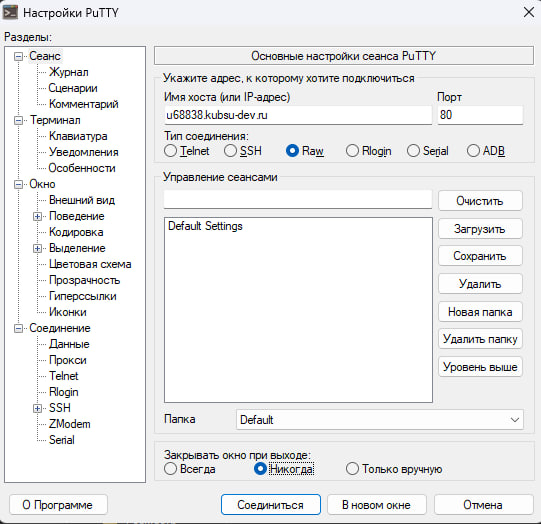 Настройки PuTTY
Разделы:
Сеанс
Журнал
Сценарии
Комментарий
Терминал
Клавиатура
Уведомления
Особенности
Окно
Внешний вид
Поведение
Кодировка
Выделение
Цветовая схема
Прозрачность
Гиперссылки
Иконки
Соединение
Данные
Прокси
Telnet
Rlogin
SSH
ZModem
Serial
Основные настройки сеанса PuTTY
Укажите адрес, к которому хотите подключиться
Имя хоста (или IP-адрес) Порт
u68838.kubsu-dev.ru 80
Тип соединения:
Telnet SSH Raw Rlogin Serial ADB
Управление сеансами
Очистить
Default Settings
Загрузить
Сохранить
Удалить
Новая папка
Удалить папку
Уровень выше
Папка Default
Закрывать окно при выходе:
Всегда Никогда Только вручную
О Программе Соединиться В новом окне Отмена